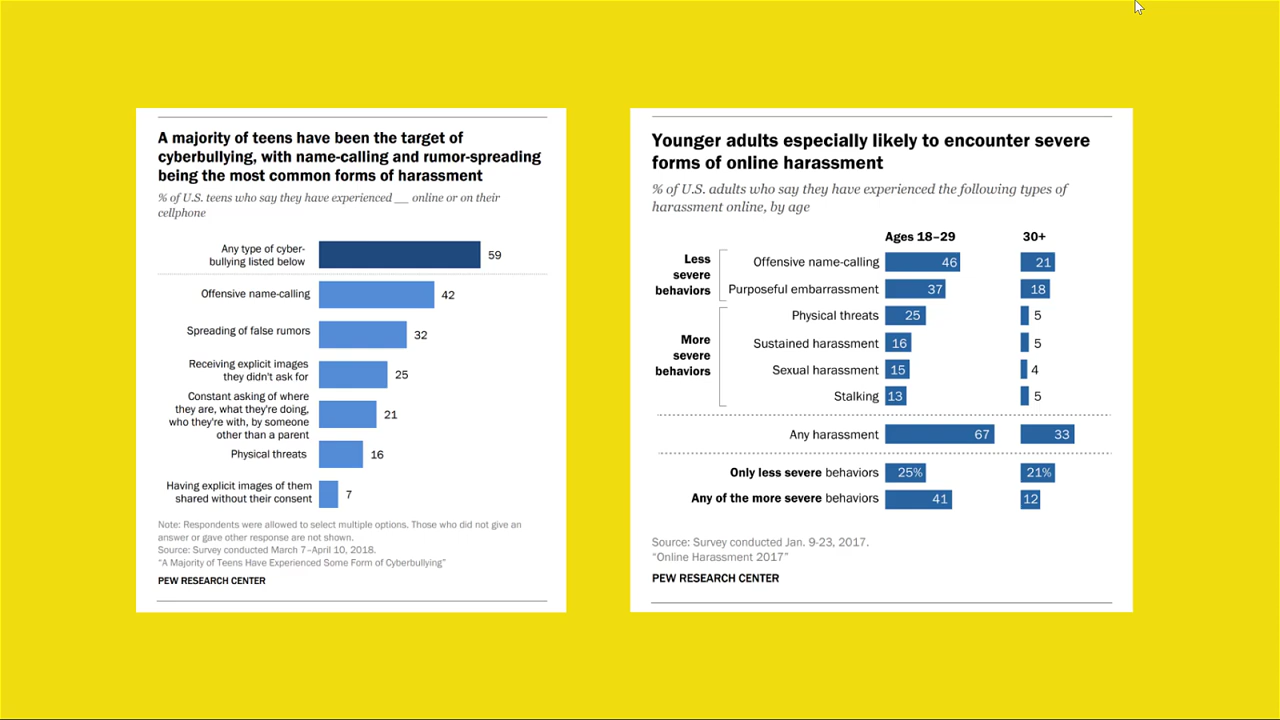 A majority of teens have been the target of
cyberbullying, with name-calling and rumor-spreading
being the most common forms of harassment
% of U.S. teens who say they have experienced __ online or on their
cellphone
Any type of cyber-
bullying listed below
59
Offensive name-calling
42
Spreading of false rumors
32
Receiving explicit images
they didn't ask for
25
Constant asking of where
they are, what they're doing,
who they're with, by someone
other than a parent
21
Physical threats
16
Having explicit images of them
shared without their consent
7
Note: Respondents were allowed to select multiple options. Those who did not give an
answer or gave other response are not shown.
Source: Survey conducted March 7–April 10, 2018.
“A Majority of Teens Have Experienced Some Form of Cyberbullying”
PEW RESEARCH CENTER
Younger adults especially likely to encounter severe
forms of online harassment
% of U.S. adults who say they have experienced the following types of
harassment online, by age
Ages 18–29 30+
Less
severe
behaviors
Offensive name-calling 46 21
Purposeful embarrassment 37 18
More
severe
behaviors
Physical threats 25 5
Sustained harassment 16 5
Sexual harassment 15 4
Stalking 13 5
Any harassment 67 33
Only less severe behaviors 25% 21%
Any of the more severe behaviors 41 12
Source: Survey conducted Jan. 9-23, 2017.
“Online Harassment 2017”
PEW RESEARCH CENTER